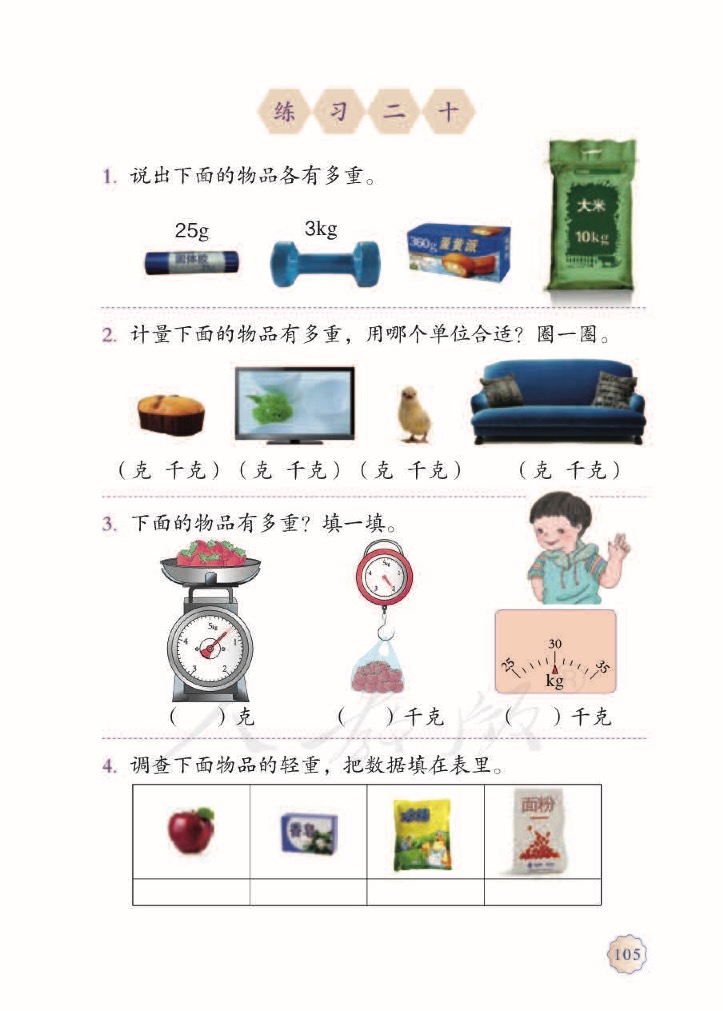 练习二十
1. 说出下面的物品各有多重。
25g
3kg
固体胶
360g 蛋黄派
大米
10kg
2. 计量下面的物品有多重，用哪个单位合适？圈一圈。
（克 千克）（克 千克）（克 千克） （克 千克）
3. 下面的物品有多重？填一填。
5kg
4 1
3 2
5kg
4 1
3 2
30
25 35
kg
（ ）克 （ ）千克 （ ）千克
4. 调查下面物品的轻重，把数据填在表里。
香皂
面粉
105